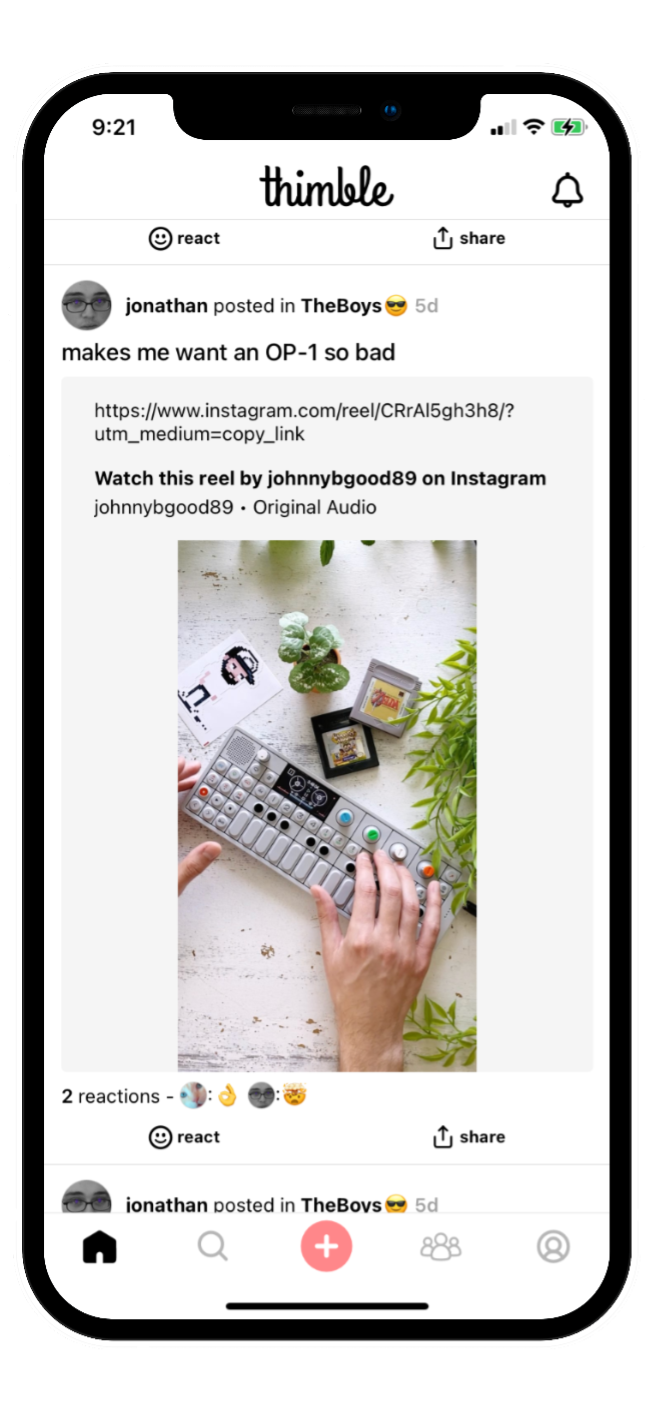 9:21
thimble
react share
jonathan posted in TheBoys😎 5d
makes me want an OP-1 so bad
https://www.instagram.com/reel/CRrAl5gh3h8/?
utm_medium=copy_link
Watch this reel by johnnybgood89 on Instagram
johnnybgood89 • Original Audio
ZELDA
2 reactions - : 👌 : 🤯
react share
jonathan posted in TheBoys😎 5d